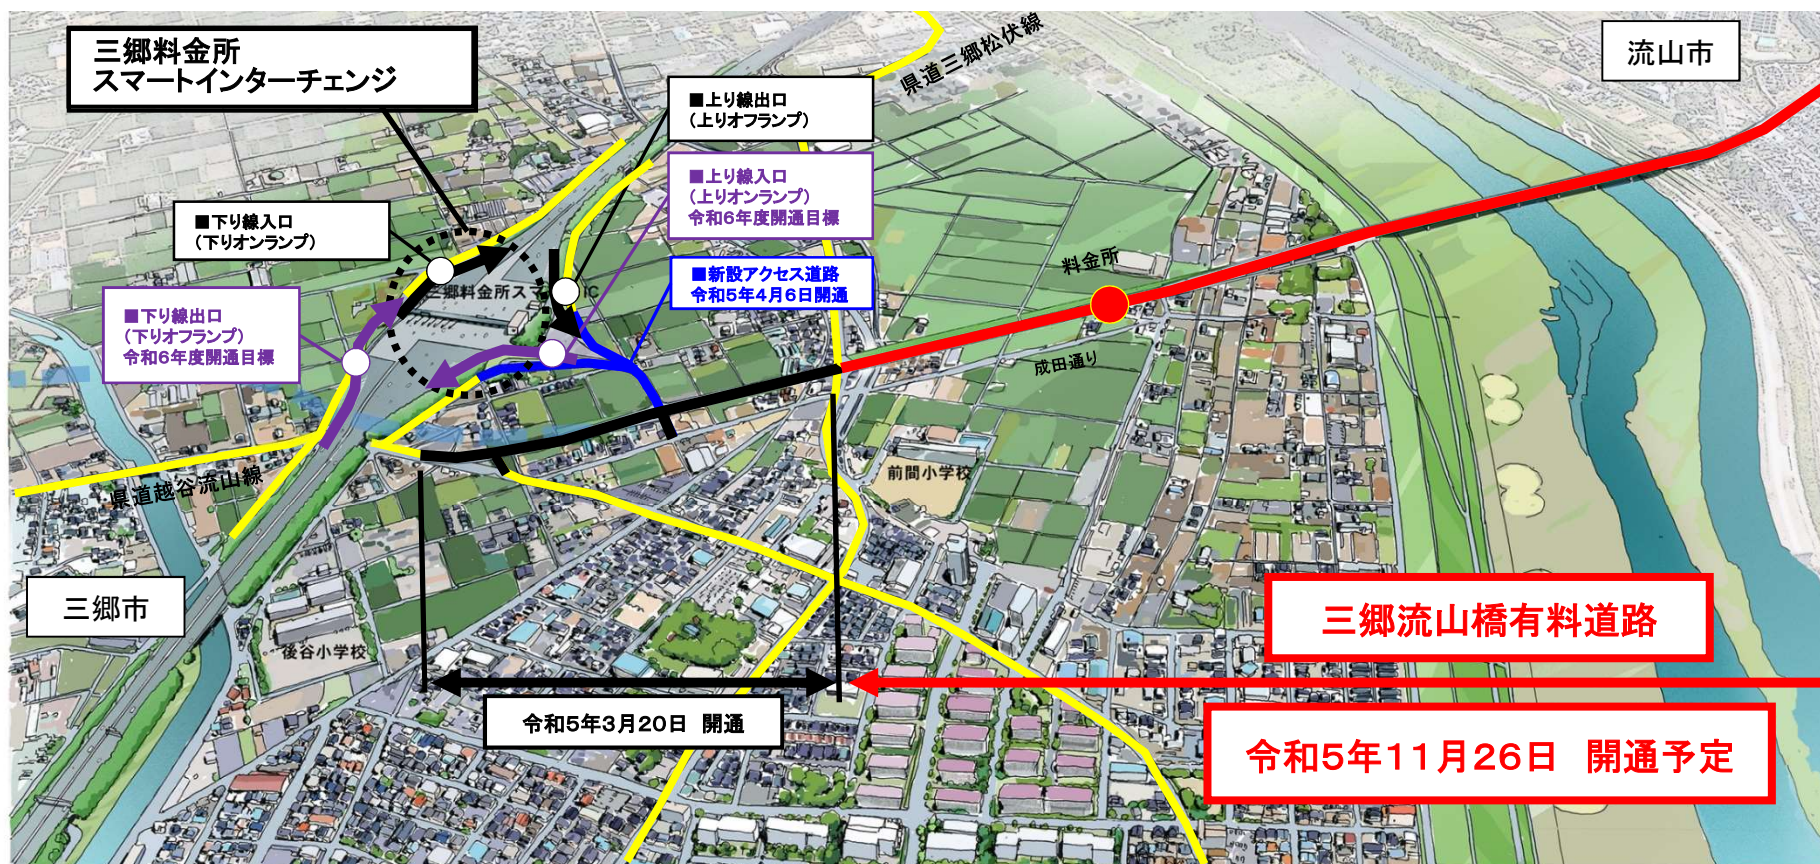 三郷料金所
スマートインターチェンジ
県道三郷松伏線
流山市
■上り線出口
(上りオフランプ)
■上り線入口
(上りオンランプ)
令和6年度開通目標
■下り線入口
(下りオンランプ)
■新設アクセス道路
令和5年4月6日開通
料金所
三郷料金所スマートIC
■下り線出口
(下りオフランプ)
令和6年度開通目標
成田通り
前間小学校
県道越谷流山線
三郷市
後谷小学校
三郷流山橋有料道路
令和5年3月20日 開通
令和5年11月26日 開通予定